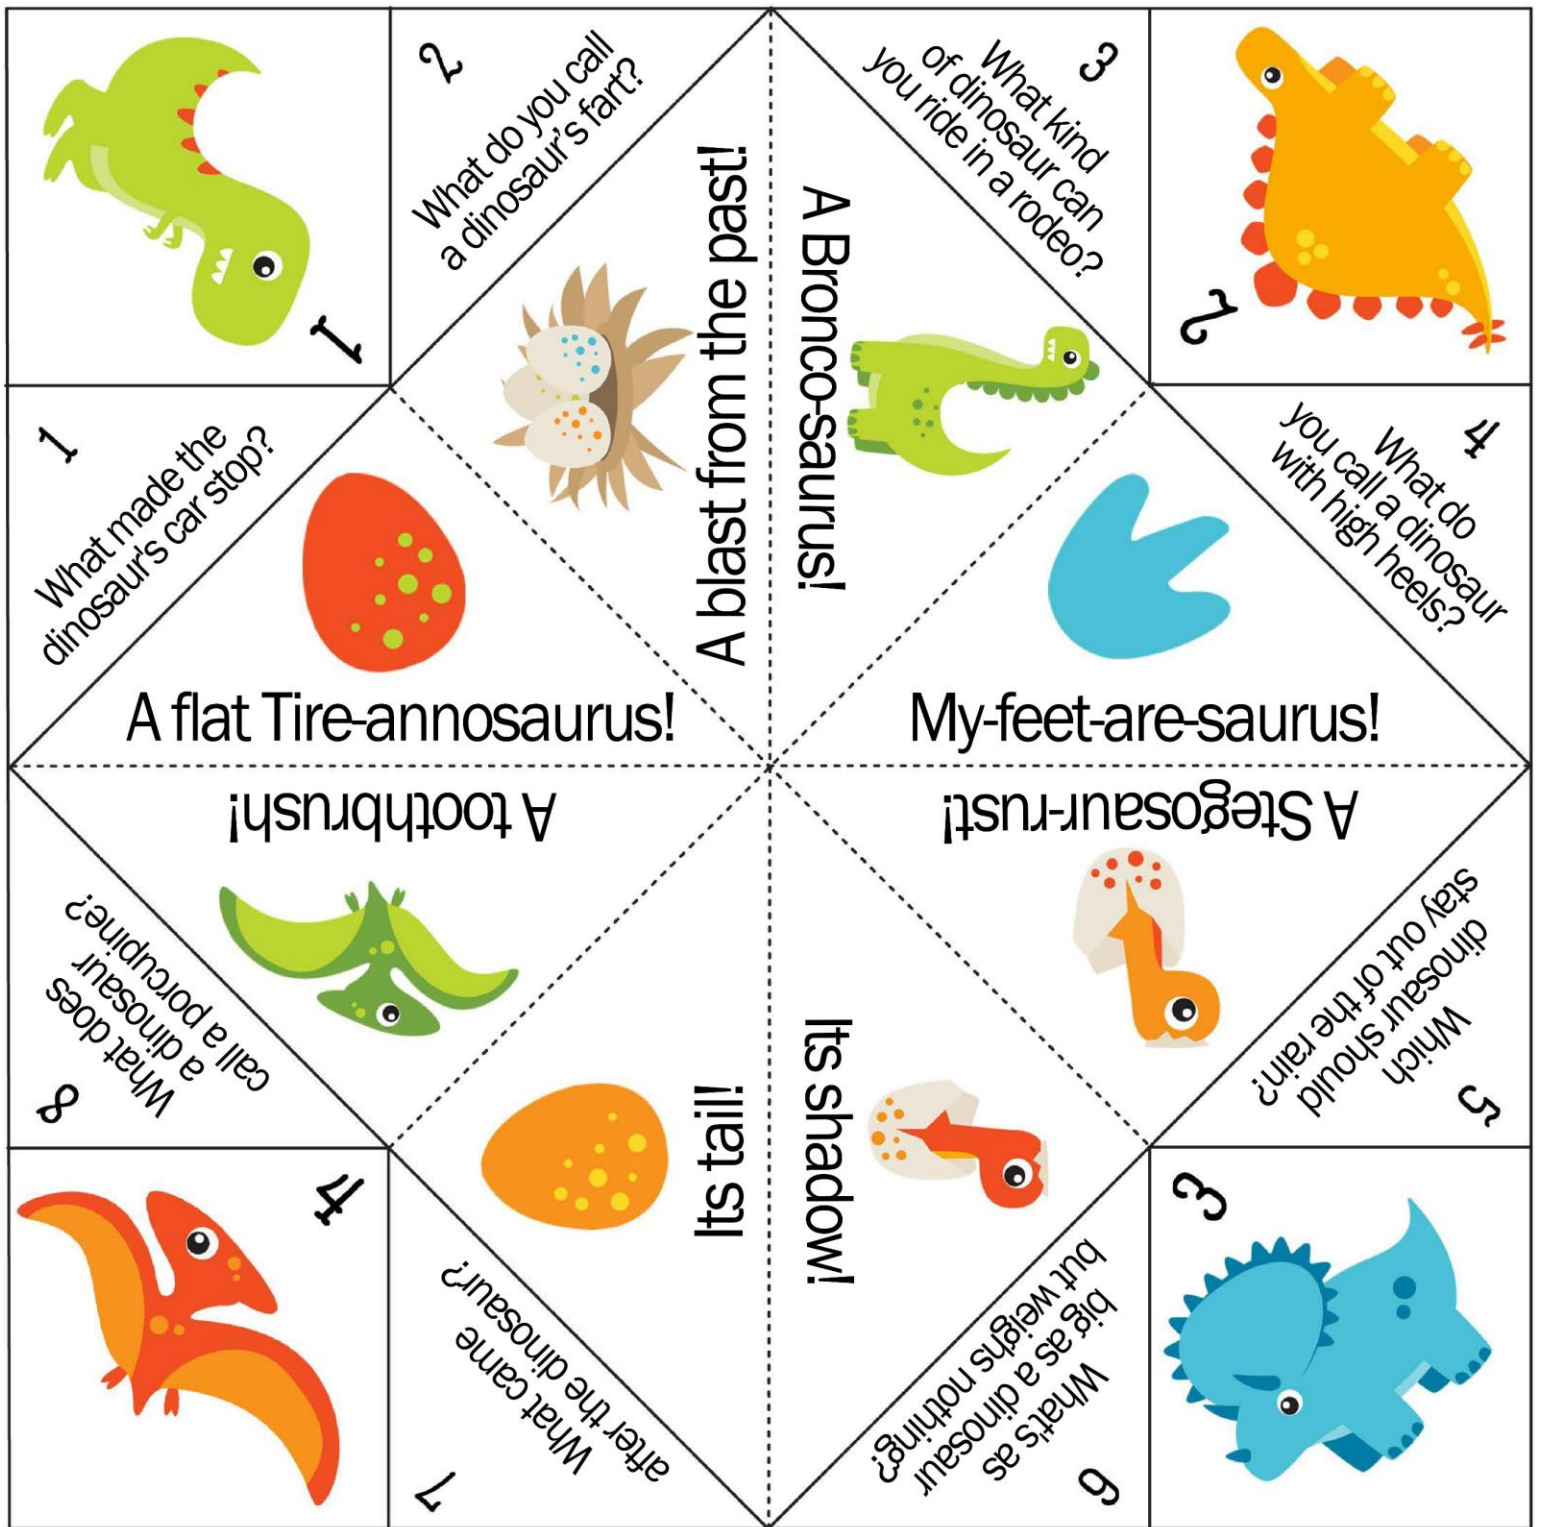 1
2
What do you call
a dinosaur's fart?
A blast from the past!
3
What kind
of dinosaur can
you ride in a rodeo?
A Bronco-saurus!
2
1
What made the
dinosaur's car stop?
A flat Tire-annosaurus!
4
What do
you call a dinosaur
with high heels?
My-feet-are-saurus!
8
What does
a dinosaur
call a porcupine?
A toothbrush!
5
Which
dinosaur should
stay out of the rain?
A Stegosaur-rust!
4
7
What came
after the dinosaur?
Its tail!
6
What's as
big as a dinosaur
but weighs nothing?
Its shadow!
3